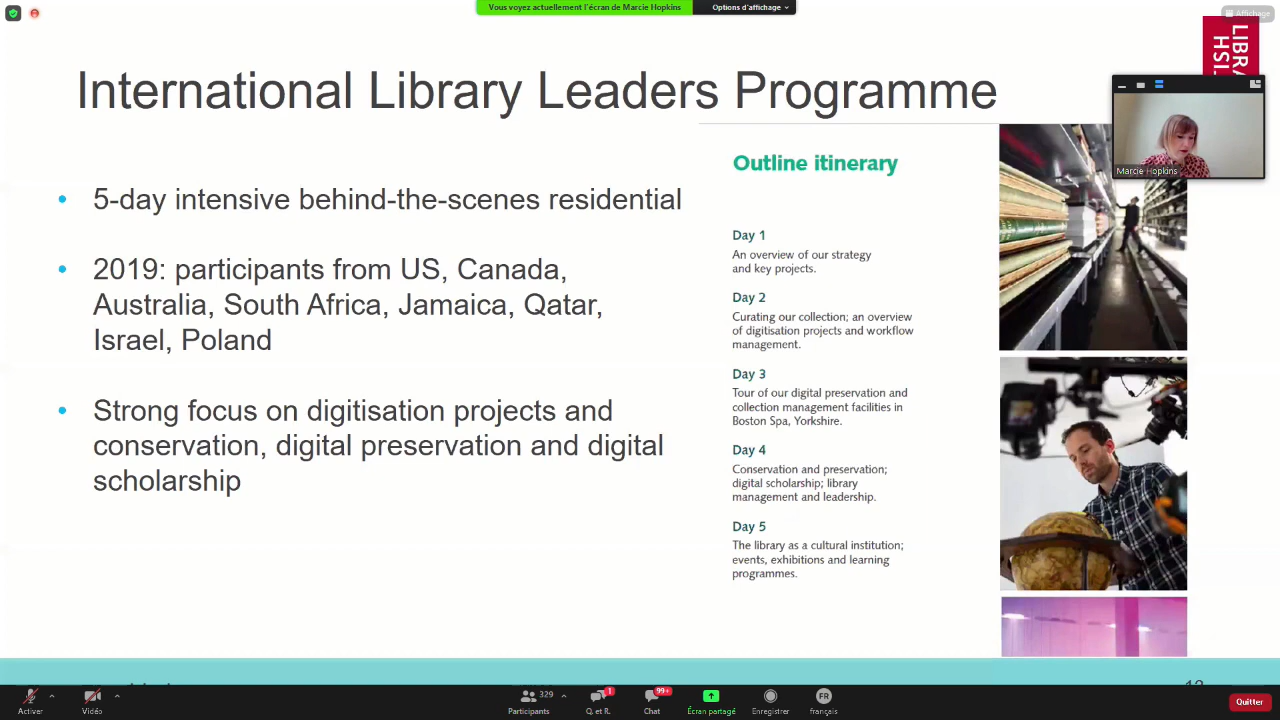 Vous voyez actuellement l'écran de Marcie Hopkins
Options d'affichage
Affichage
International Library Leaders Programme
Marcie Hopkins
• 5-day intensive behind-the-scenes residential
• 2019: participants from US, Canada,
Australia, South Africa, Jamaica, Qatar,
Israel, Poland
• Strong focus on digitisation projects and
conservation, digital preservation and digital
scholarship
Outline itinerary
Day 1
An overview of our strategy
and key projects.
Day 2
Curating our collection; an overview
of digitisation projects and workflow
management.
Day 3
Tour of our digital preservation and
collection management facilities in
Boston Spa, Yorkshire.
Day 4
Conservation and preservation;
digital scholarship; library
management and leadership.
Day 5
The library as a cultural institution;
events, exhibitions and learning
programmes.
Activer
Vidéo
329
Participants
1
Q. et R.
99+
Chat
Écran partagé
Enregistrer
FR
français
Quitter